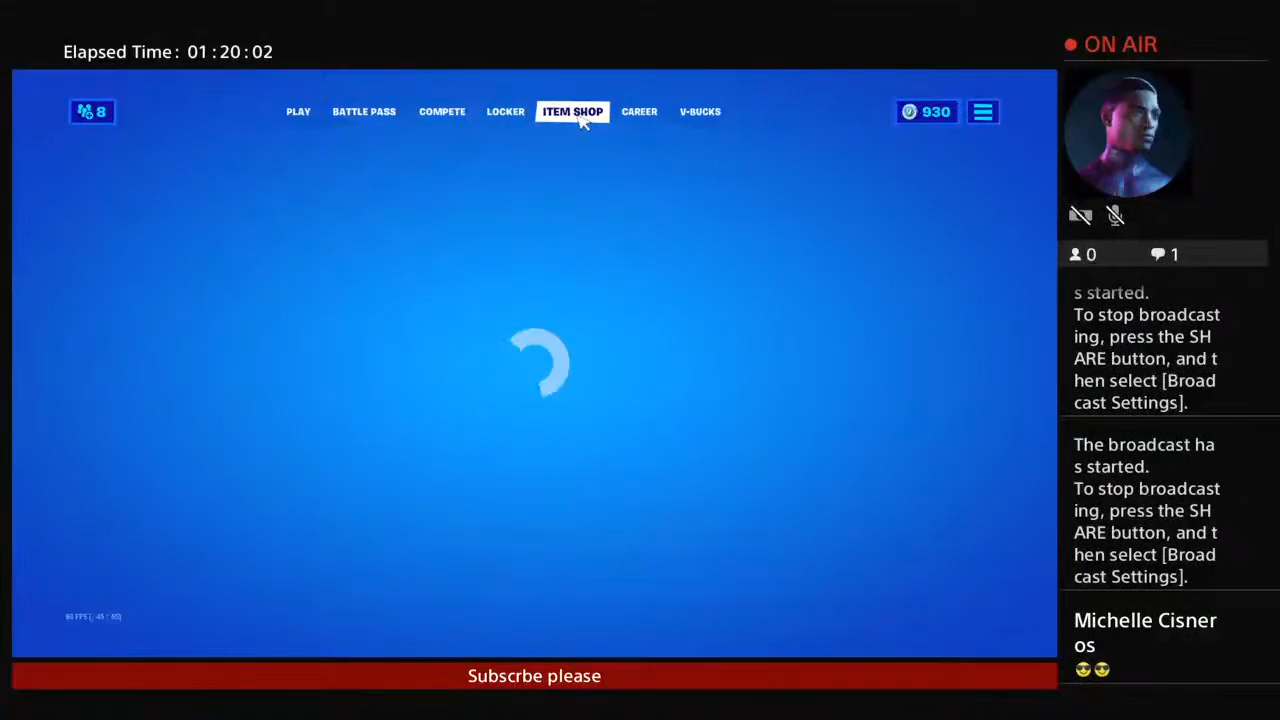 Elapsed Time: 01:20:02
ON AIR
8
PLAY
BATTLE PASS
COMPETE
LOCKER
ITEM SHOP
CAREER
V-BUCKS
930
0
1
s started.
To stop broadcast
ing, press the SH
ARE button, and t
hen select [Broad
cast Settings].
The broadcast ha
s started.
To stop broadcast
ing, press the SH
ARE button, and t
hen select [Broad
cast Settings].
Michelle Cisner
os
😎😎
Subscrbe please